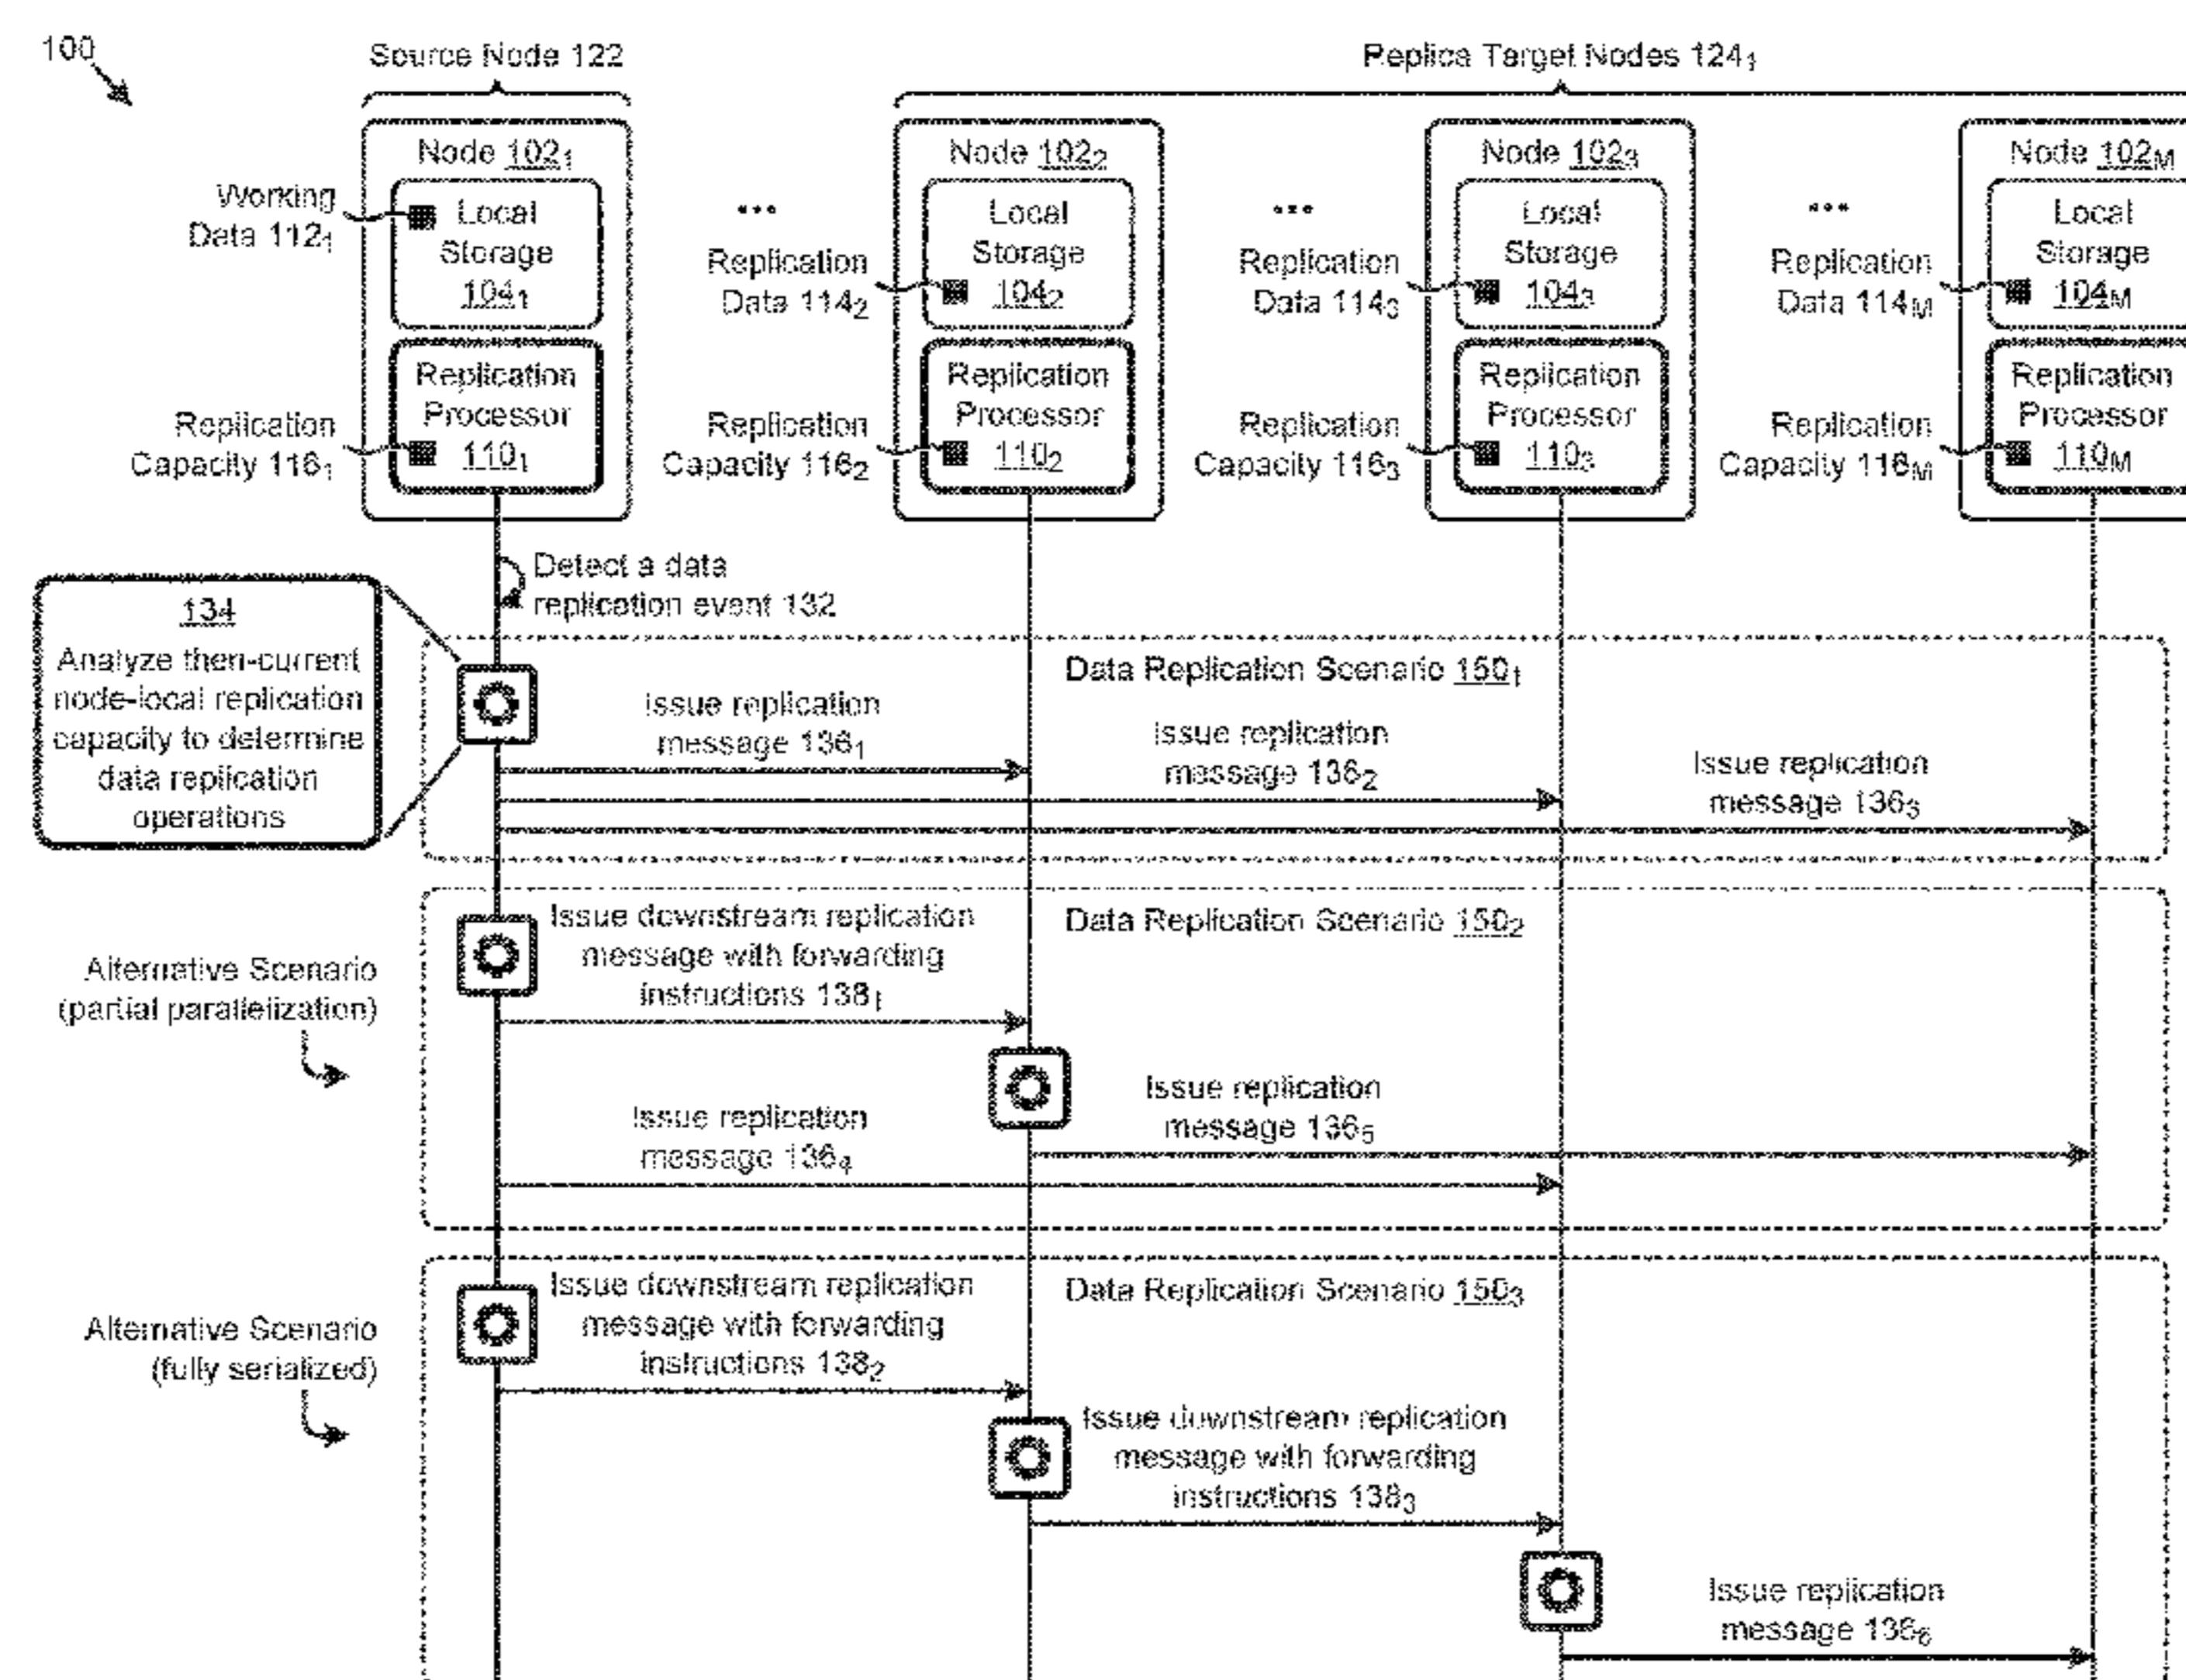 100
Source Node 122
Replica Target Nodes 124₁
Node 102₁
Node 102₂
Node 102₃
Node 102M
Working
Data 112₁
Local
Storage
104₁
...
Replication
Data 114₂
Local
Storage
104₂
...
Replication
Data 114₃
Local
Storage
104₃
...
Replication
Data 114M
Local
Storage
104M
Replication
Capacity 116₁
Replication
Processor
110₁
Replication
Capacity 116₂
Replication
Processor
110₂
Replication
Capacity 116₃
Replication
Processor
110₃
Replication
Capacity 116M
Replication
Processor
110M
Detect a data
replication event 132
134
Analyze then-current
node-local replication
capacity to determine
data replication
operations
Data Replication Scenario 150₁
Issue replication
message 136₁
Issue replication
message 136₂
Issue replication
message 136₃
Alternative Scenario
(partial parallelization)
Data Replication Scenario 150₂
Issue downstream replication
message with forwarding
instructions 138₁
Issue replication
message 136₅
Issue replication
message 136₄
Alternative Scenario
(fully serialized)
Data Replication Scenario 150₃
Issue downstream replication
message with forwarding
instructions 138₂
Issue downstream replication
message with forwarding
instructions 138₃
Issue replication
message 136₆